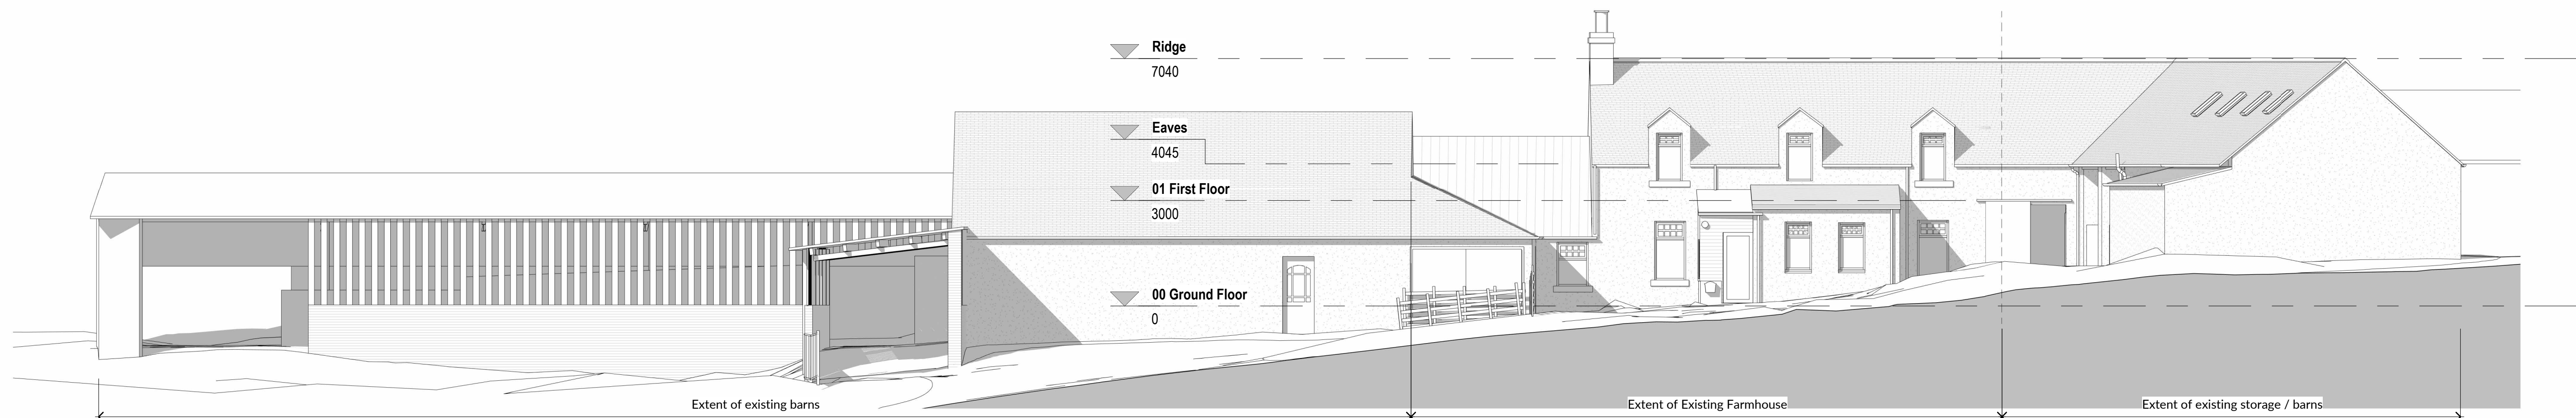 Ridge
7040
Eaves
4045
01 First Floor
3000
00 Ground Floor
0
Extent of existing barns
Extent of Existing Farmhouse
Extent of existing storage / barns